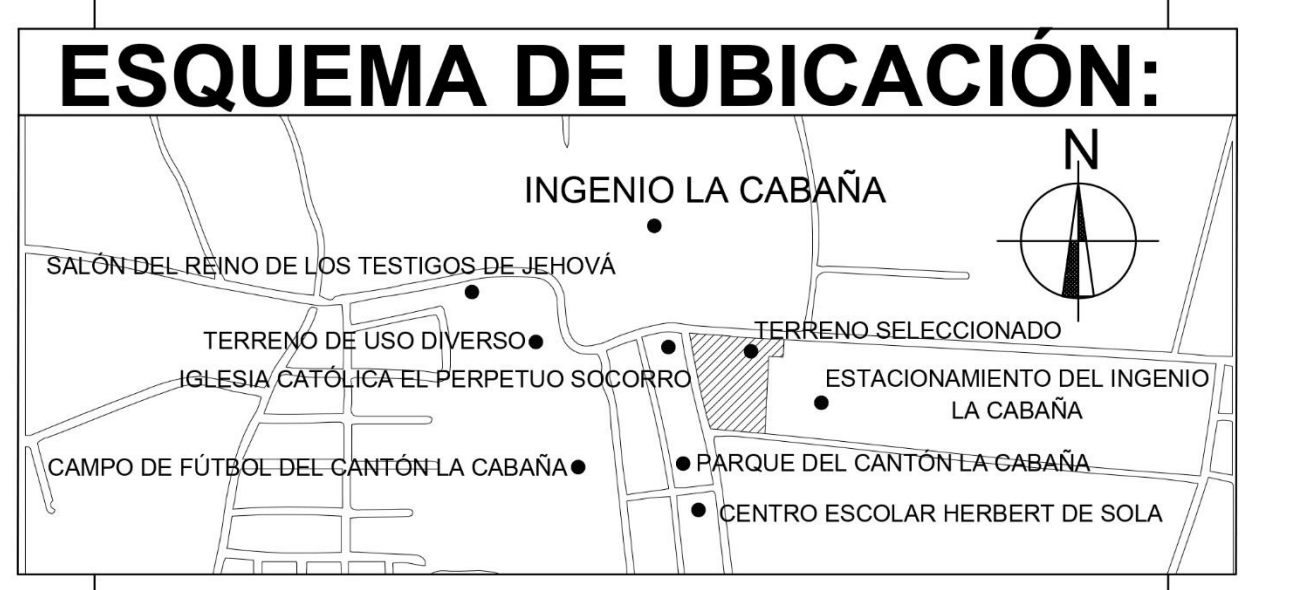 ESQUEMA DE UBICACIÓN:
N
INGENIO LA CABAÑA
SALÓN DEL REINO DE LOS TESTIGOS DE JEHOVÁ
TERRENO SELECCIONADO
TERRENO DE USO DIVERSO
IGLESIA CATÓLICA EL PERPETUO SOCORRO
ESTACIONAMIENTO DEL INGENIO
LA CABAÑA
CAMPO DE FÚTBOL DEL CANTÓN LA CABAÑA
PARQUE DEL CANTÓN LA CABAÑA
CENTRO ESCOLAR HERBERT DE SOLA